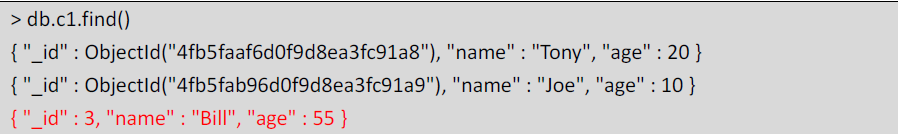 > db.c1.find()
{ "_id" : ObjectId("4fb5faaf6d0f9d8ea3fc91a8"), "name" : "Tony", "age" : 20 }
{ "_id" : ObjectId("4fb5fab96d0f9d8ea3fc91a9"), "name" : "Joe", "age" : 10 }
{ "_id" : 3, "name" : "Bill", "age" : 55 }